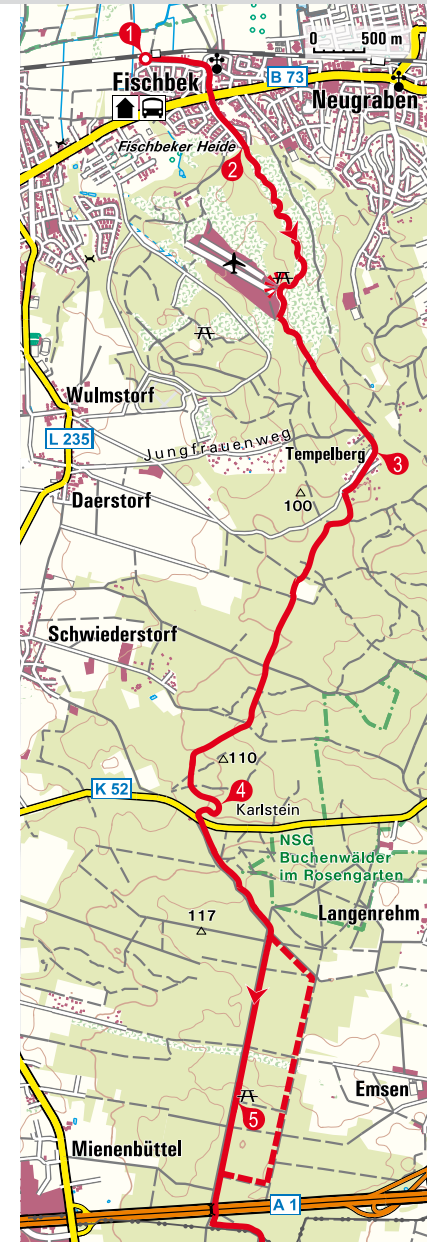 1
0 500 m
Fischbek
B 73
Neugraben
Fischbeker Heide
2
Wulmstorf
L 235
Jungfrauenweg
Tempelberg
3
Daerstorf
100
Schwiederstorf
110
K 52
4
Karlstein
NSG
Buchenwälder
im Rosengarten
117
Langenrehm
Emsen
5
Mienenbüttel
A 1